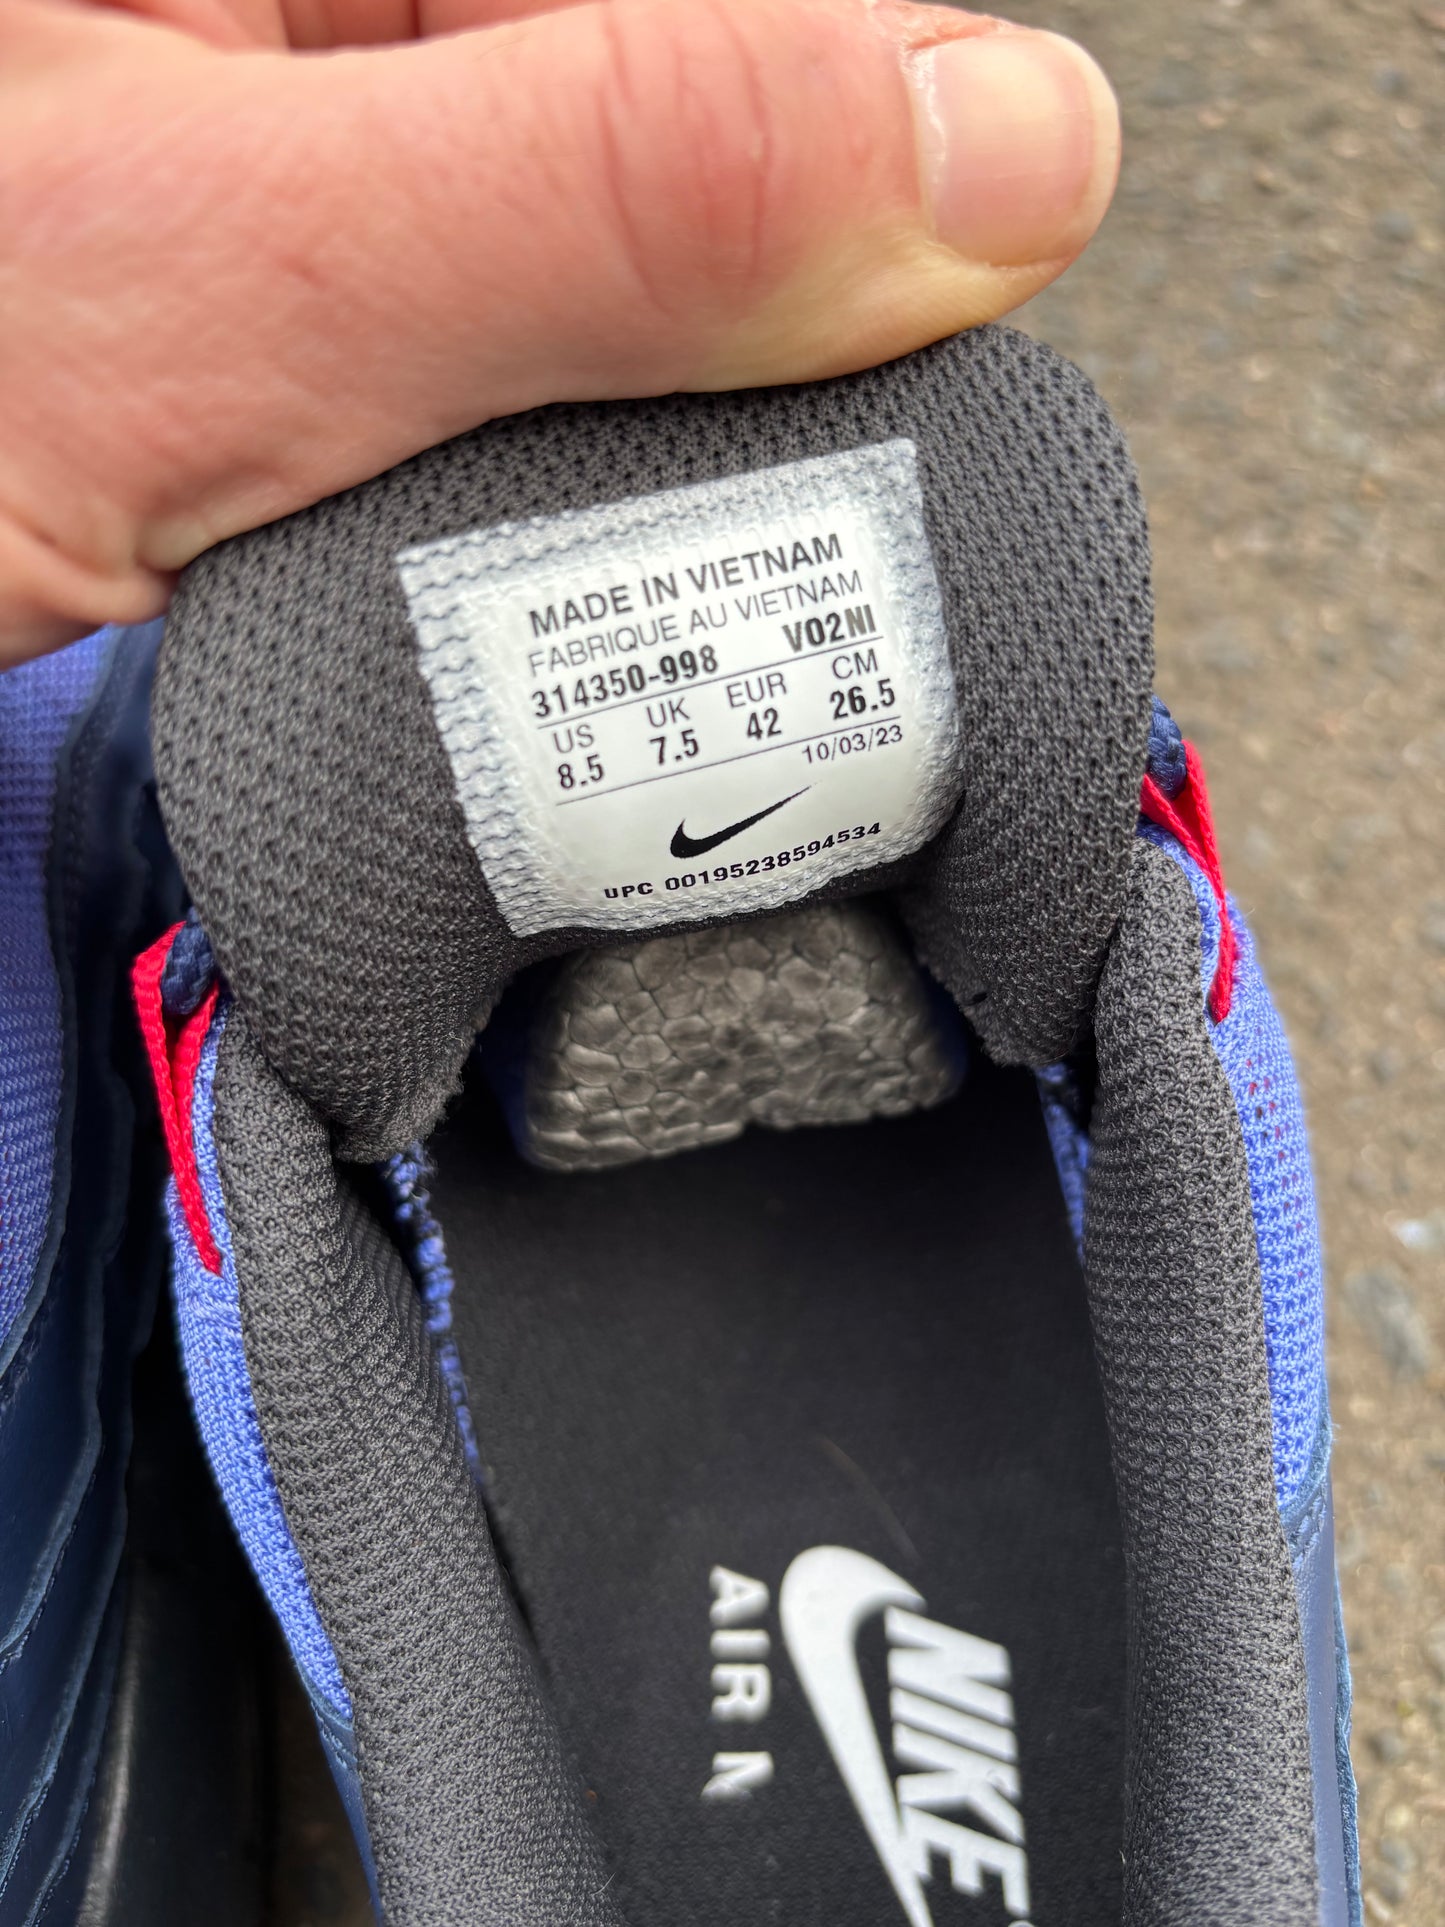 MADE IN VIETNAM
FABRIQUE AU VIETNAM
314350-998 V02NI
US UK EUR CM
8.5 7.5 42 26.5
10/03/23
UPC 00195238594534
NIKE
AIR